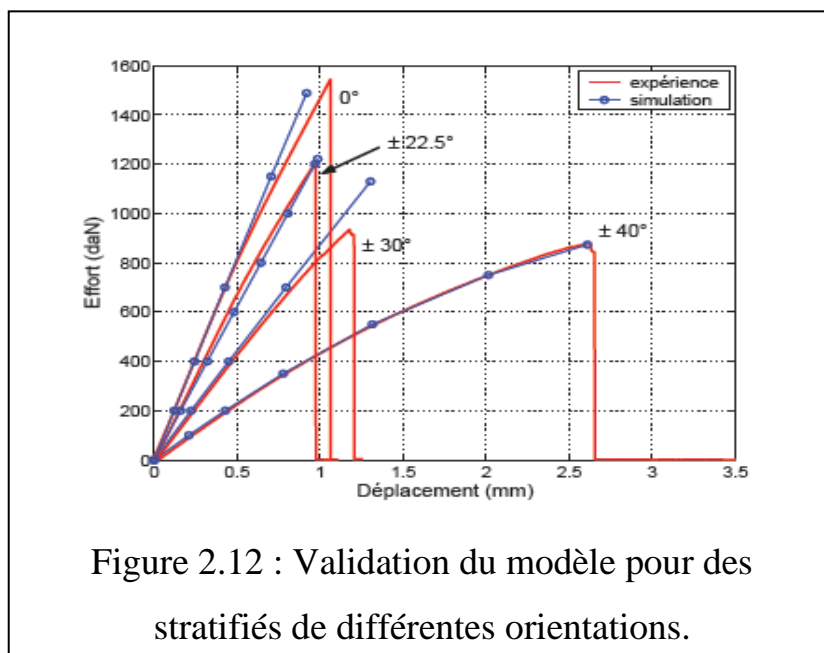 1600
1400
1200
1000
800
600
400
200
0
Effort (daN)
expérience
simulation
0°
± 22.5°
± 30°
± 40°
0 0.5 1 1.5 2 2.5 3 3.5
Déplacement (mm)
Figure 2.12 : Validation du modèle pour des
stratifiés de différentes orientations.